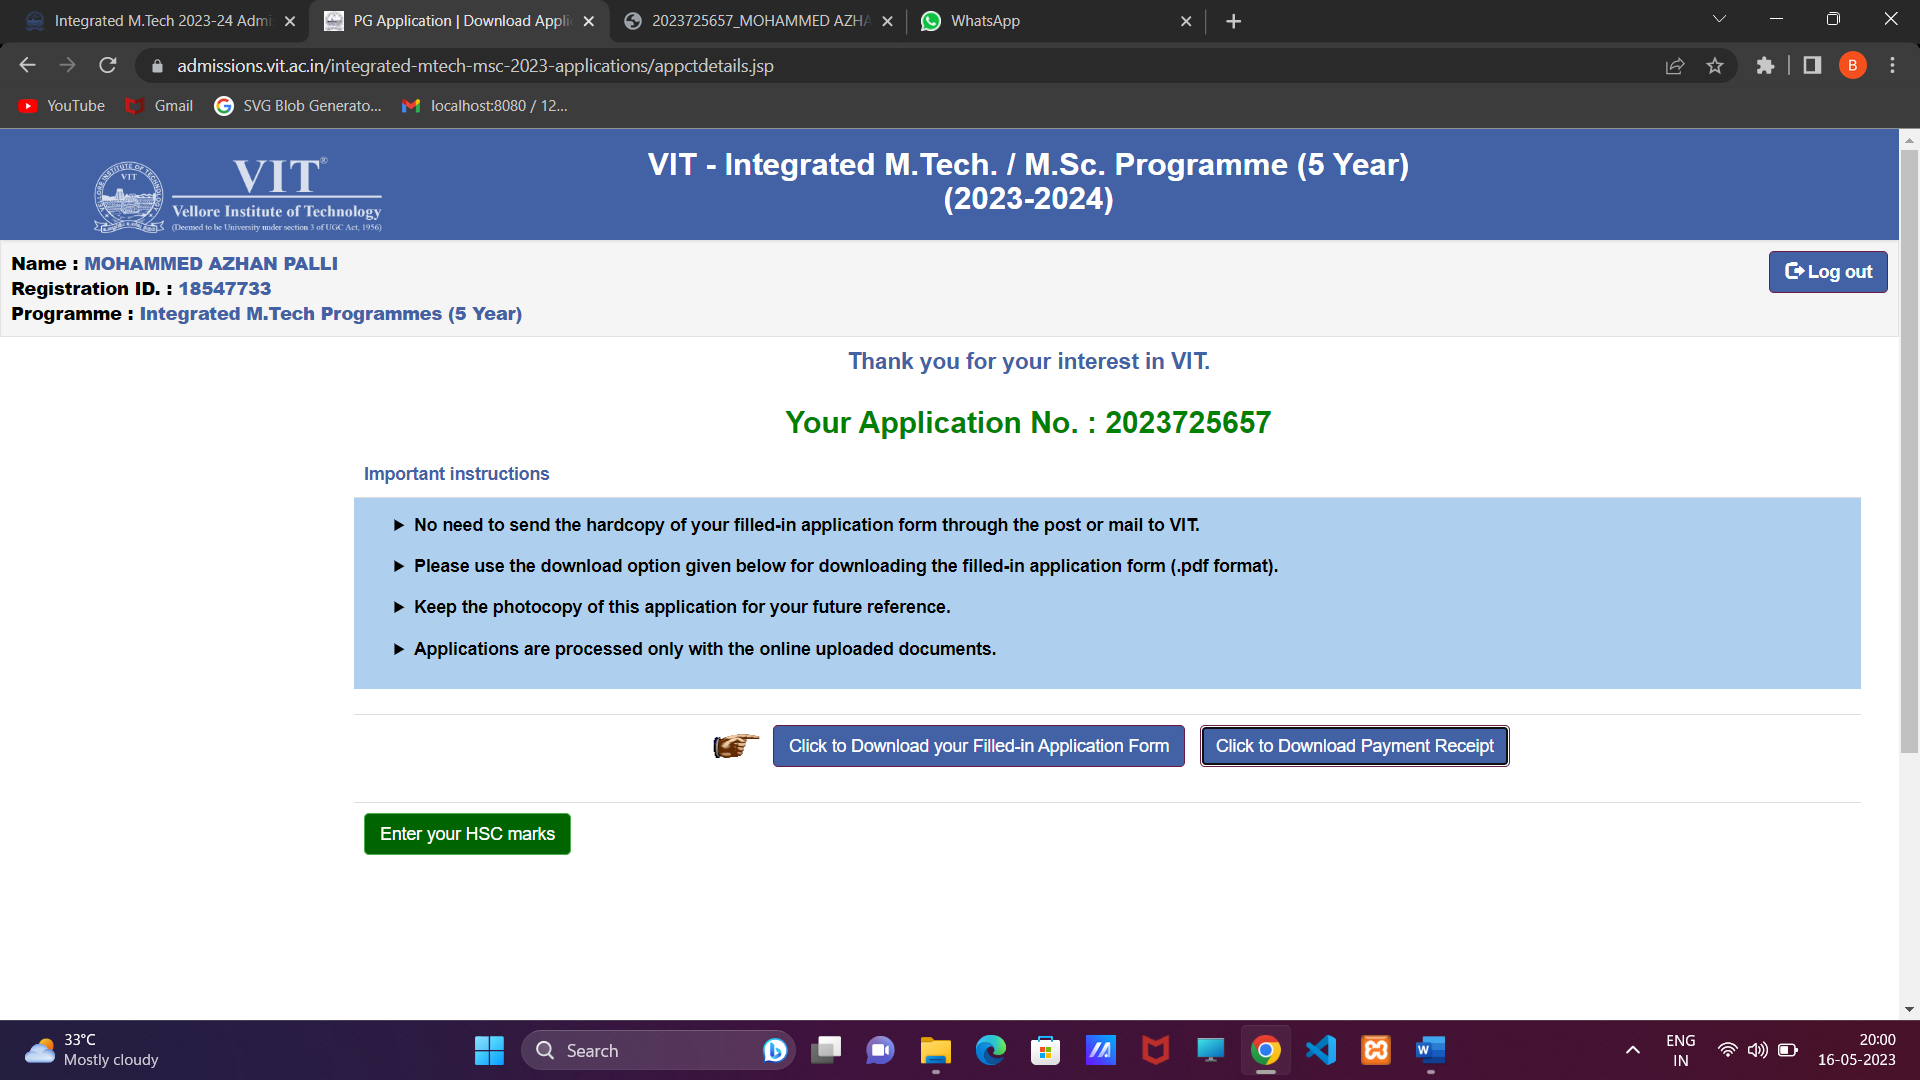 Integrated M.Tech 2023-24 Admi
PG Application | Download Appli
2023725657_MOHAMMED AZHA
WhatsApp
admissions.vit.ac.in/integrated-mtech-msc-2023-applications/appctdetails.jsp
B
YouTube
Gmail
SVG Blob Generato...
localhost:8080 / 12...
VIT®
Vellore Institute of Technology
(Deemed to be University under section 3 of UGC Act, 1956)
VIT - Integrated M.Tech. / M.Sc. Programme (5 Year)
(2023-2024)
Name : MOHAMMED AZHAN PALLI
Registration ID. : 18547733
Programme : Integrated M.Tech Programmes (5 Year)
Log out
Thank you for your interest in VIT.
Your Application No. : 2023725657
Important instructions
No need to send the hardcopy of your filled-in application form through the post or mail to VIT.
Please use the download option given below for downloading the filled-in application form (.pdf format).
Keep the photocopy of this application for your future reference.
Applications are processed only with the online uploaded documents.
Click to Download your Filled-in Application Form
Click to Download Payment Receipt
Enter your HSC marks
33°C
Mostly cloudy
Search
ENG
IN
20:00
16-05-2023